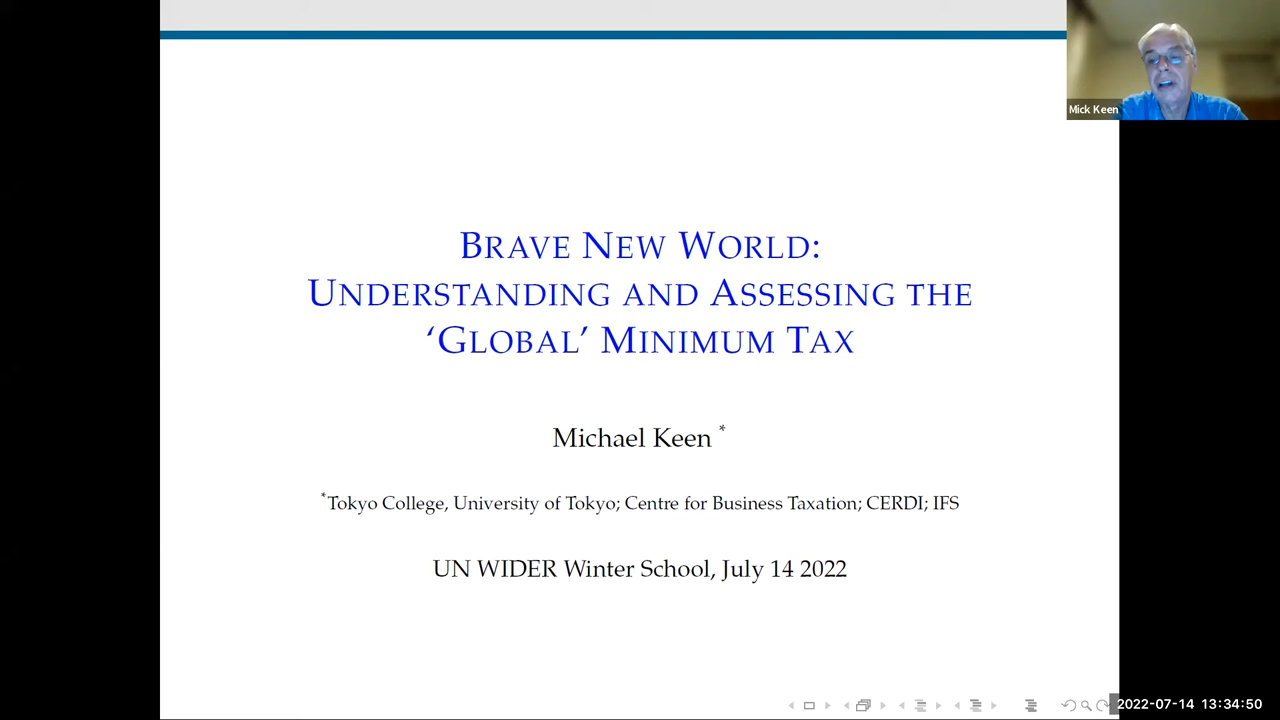 Mick Keen
BRAVE NEW WORLD:
UNDERSTANDING AND ASSESSING THE
‘GLOBAL’ MINIMUM TAX
Michael Keen *
*Tokyo College, University of Tokyo; Centre for Business Taxation; CERDI; IFS
UN WIDER Winter School, July 14 2022
2022-07-14 13:34:50